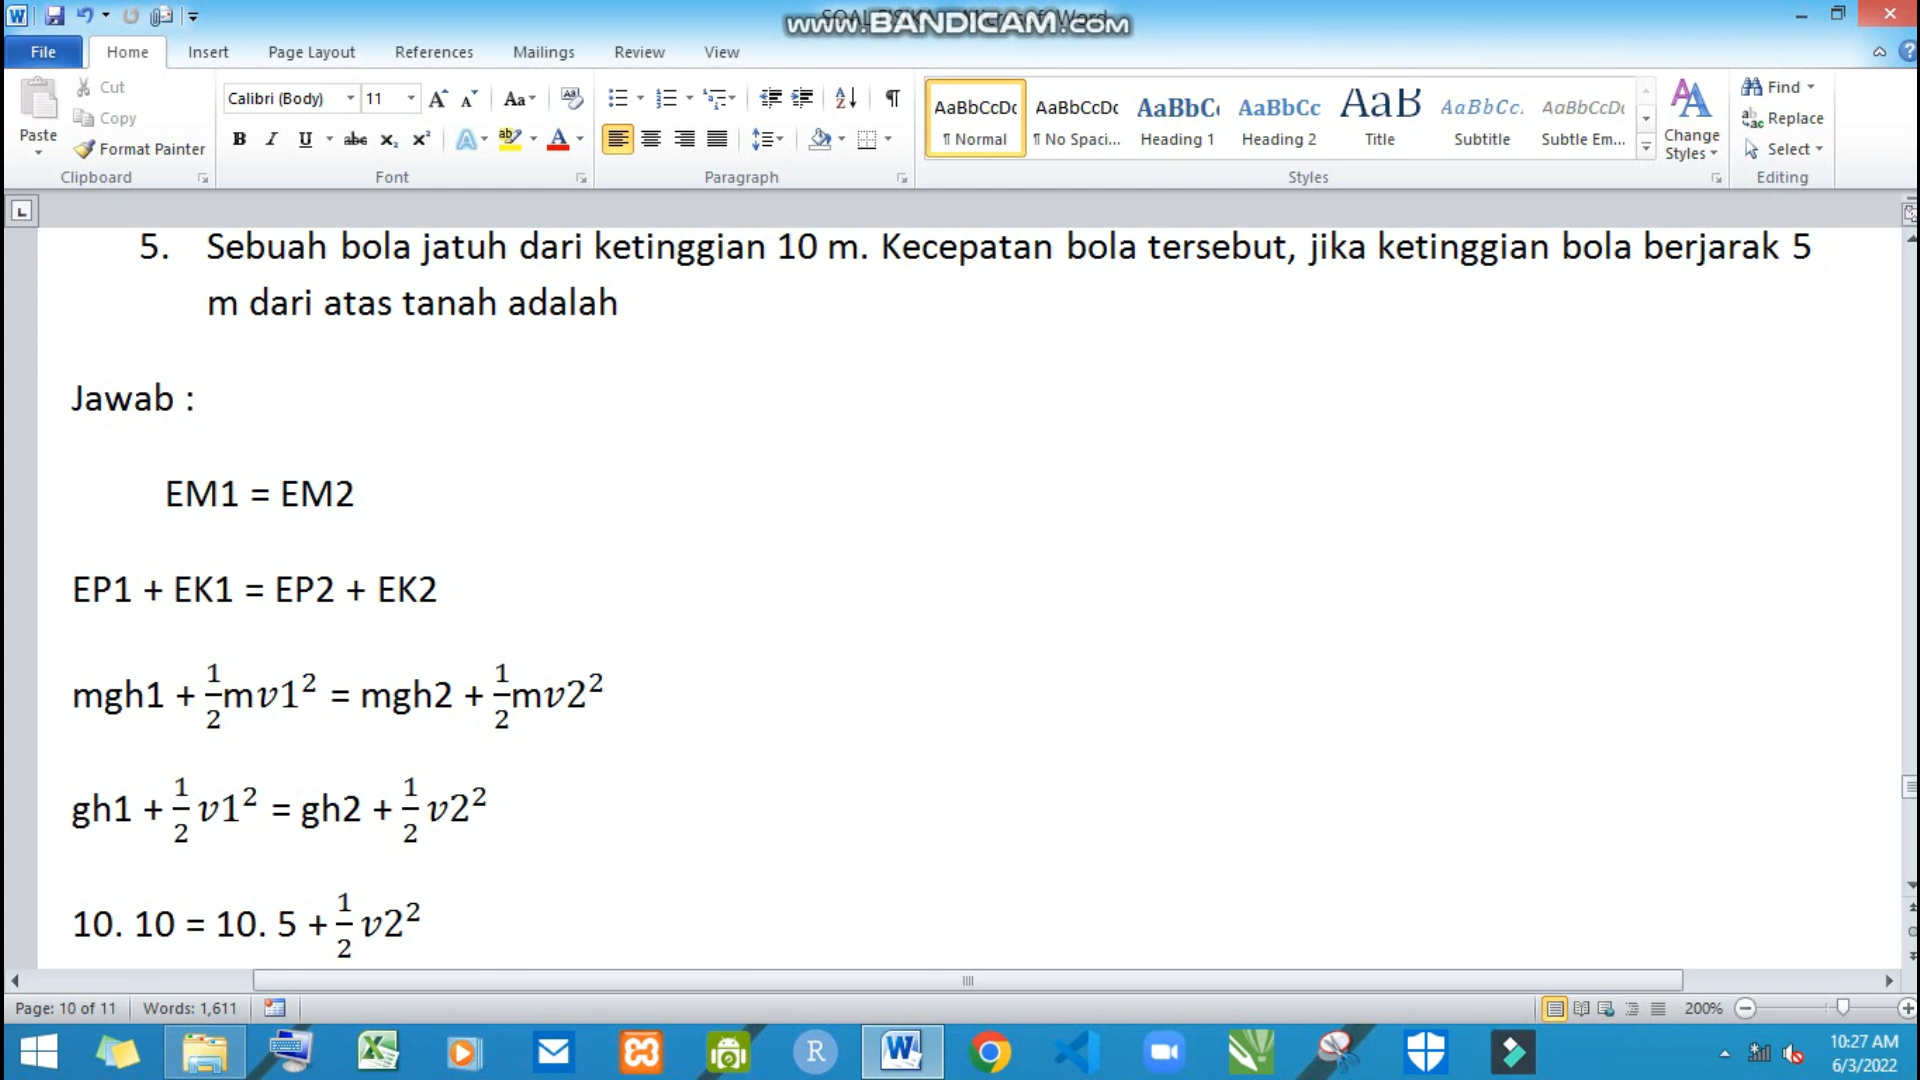 www.BANDICAM.com
File Home Insert Page Layout References Mailings Review View
Paste
Cut
Copy
Format Painter
Clipboard
Calibri (Body) 11
Font
Paragraph
AaBbCcDc AaBbCcDc AaBbC AaBbCc AaB AaBbCc. AaBbCcDc
¶ Normal ¶ No Spaci... Heading 1 Heading 2 Title Subtitle Subtle Em...
Change Styles
Styles
Find
Replace
Select
Editing
5. Sebuah bola jatuh dari ketinggian 10 m. Kecepatan bola tersebut, jika ketinggian bola berjarak 5
m dari atas tanah adalah
Jawab :
EM1 = EM2
EP1 + EK1 = EP2 + EK2
mgh1 + 1/2 mv1² = mgh2 + 1/2 mv2²
gh1 + 1/2 v1² = gh2 + 1/2 v2²
10. 10 = 10. 5 + 1/2 v2²
Page: 10 of 11 Words: 1,611 200%
10:27 AM
6/3/2022